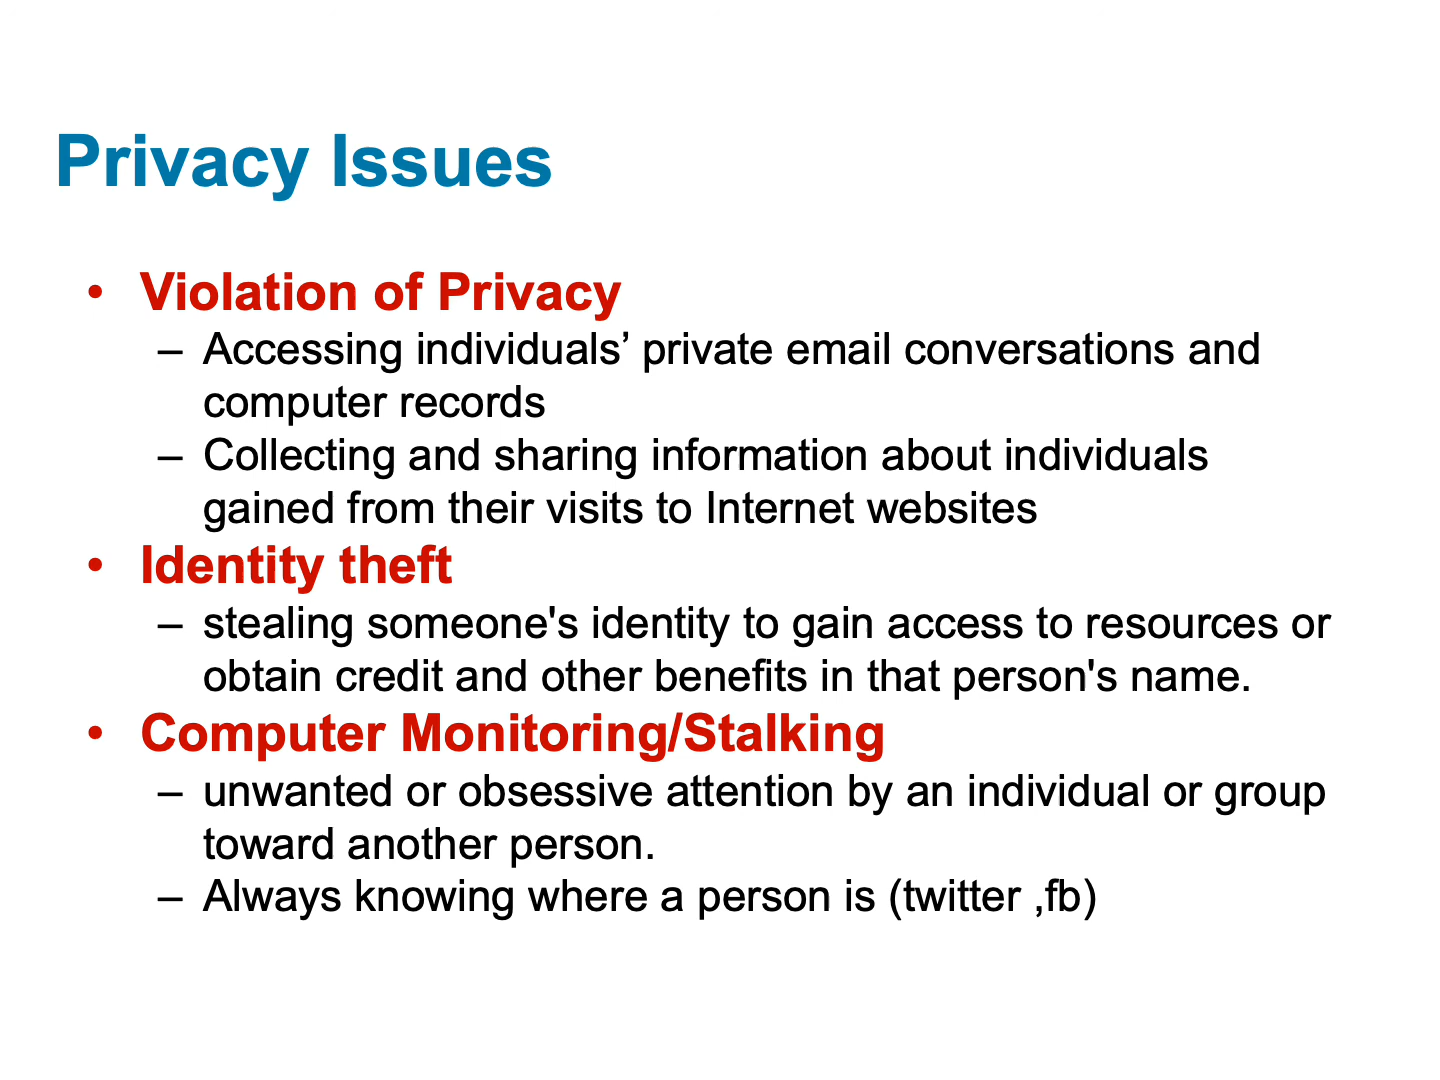 Privacy Issues
• Violation of Privacy
– Accessing individuals’ private email conversations and
computer records
– Collecting and sharing information about individuals
gained from their visits to Internet websites
• Identity theft
– stealing someone's identity to gain access to resources or
obtain credit and other benefits in that person's name.
• Computer Monitoring/Stalking
– unwanted or obsessive attention by an individual or group
toward another person.
– Always knowing where a person is (twitter ,fb)